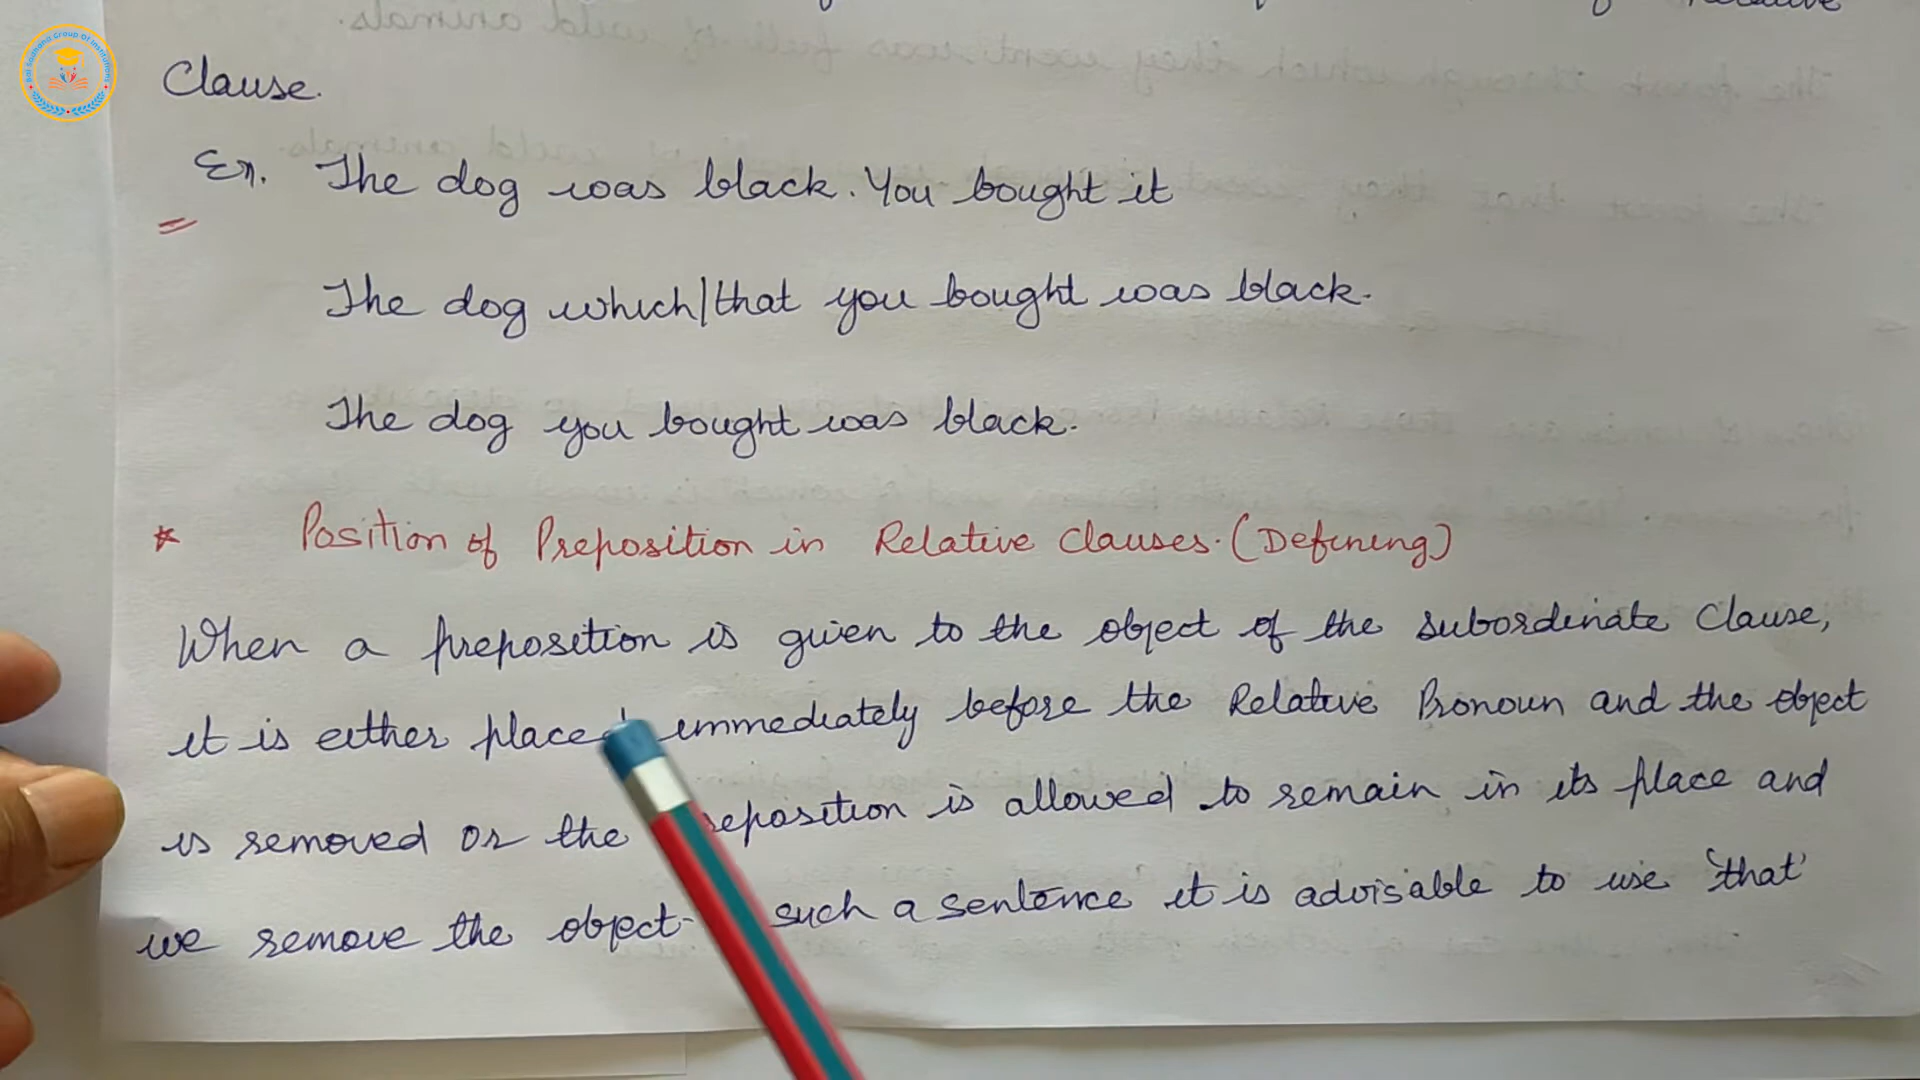 Relative
Clause.
Ex. The dog was black. You bought it
The dog which|that you bought was black.
The dog you bought was black.
* Position of Preposition in Relative Clauses. (Defining)
When a preposition is given to the object of the subordinate Clause,
it is either placed immediately before the Relative Pronoun and the object
is removed or the preposition is allowed to remain in its place and
we remove the object. such a sentence it is advisable to use 'that'